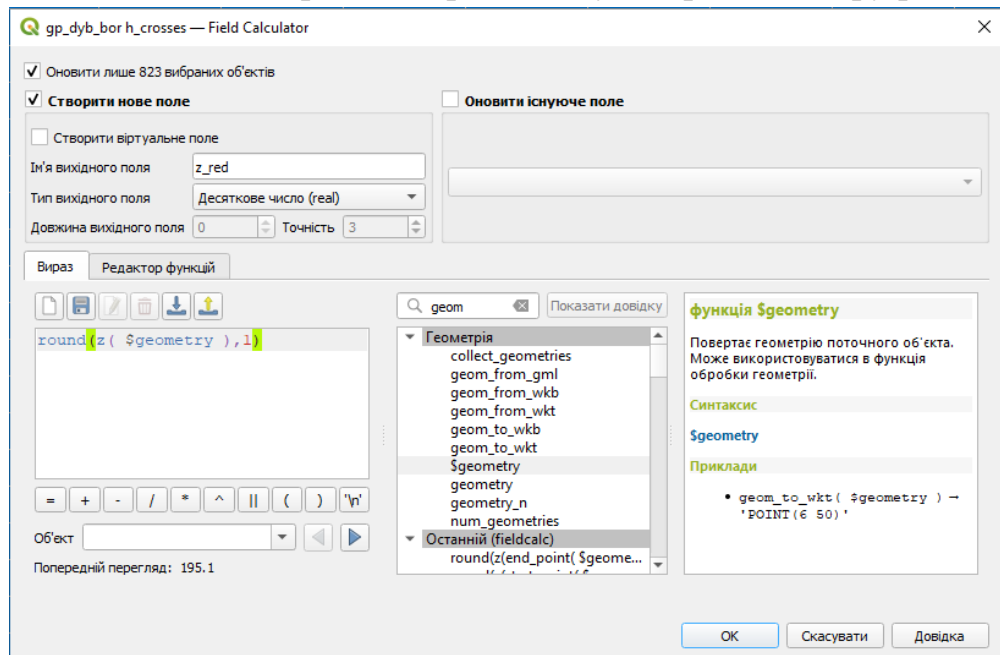 gp_dyb_bor h_crosses — Field Calculator
Оновити лише 823 вибраних об'єктів
Створити нове поле
Оновити існуюче поле
Створити віртуальне поле
Ім'я вихідного поля z_red
Тип вихідного поля Десяткове число (real)
Довжина вихідного поля 0 Точність 3
Вираз Редактор функцій
round(z( $geometry ),1)
= + - / * ^ || ( ) '\n'
Об'єкт
Попередній перегляд: 195.1
geom Показати довідку
Геометрія
collect_geometries
geom_from_gml
geom_from_wkb
geom_from_wkt
geom_to_wkb
geom_to_wkt
$geometry
geometry
geometry_n
num_geometries
Останній (fieldcalc)
round(z(end_point( $geome...
функція $geometry
Повертає геометрію поточного об'єкта.
Може використовуватися в функція
обробки геометрії.
Синтаксис
$geometry
Приклади
• geom_to_wkt( $geometry ) →
'POINT(6 50)'
OK Скасувати Довідка